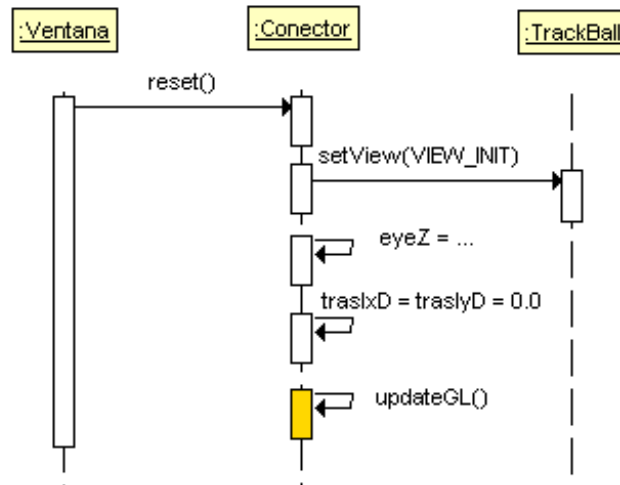 :Ventana
:Conector
:TrackBall
reset()
setView(VIEW_INIT)
eyeZ = ...
traslxD = traslyD = 0.0
updateGL()